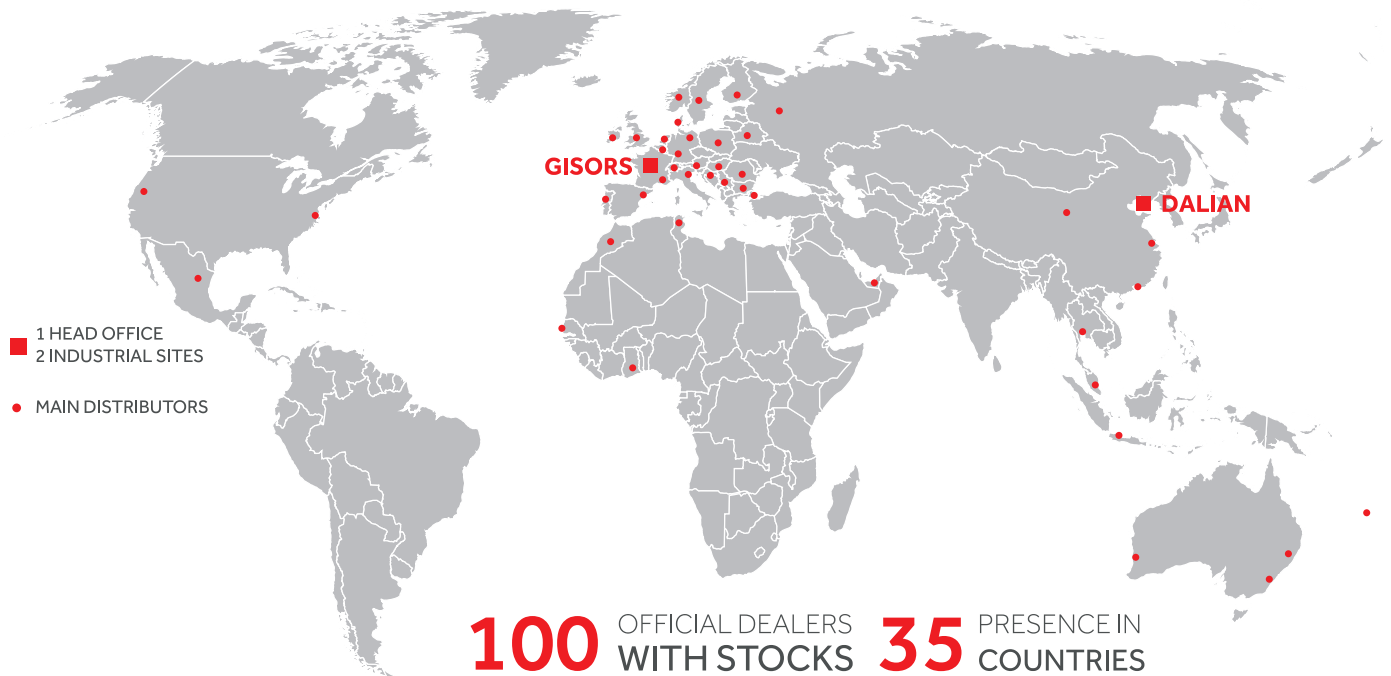 GISORS
DALIAN
1 HEAD OFFICE
2 INDUSTRIAL SITES
MAIN DISTRIBUTORS
100 OFFICIAL DEALERS
WITH STOCKS
35 PRESENCE IN
COUNTRIES